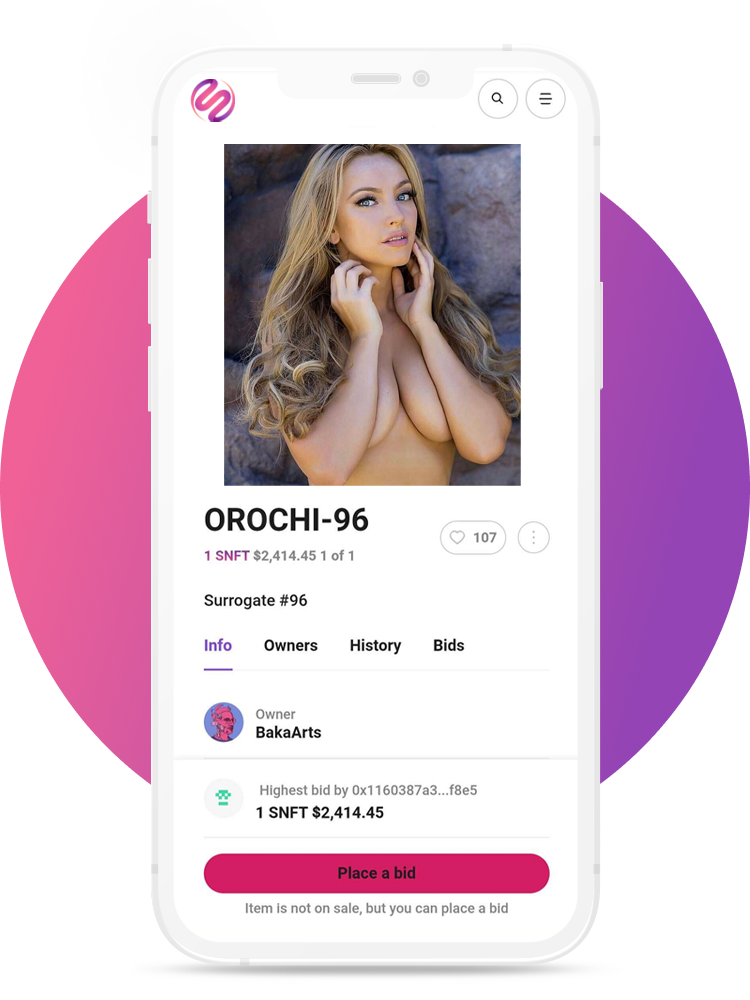 OROCHI-96
107
1 SNFT $2,414.45 1 of 1
Surrogate #96
Info Owners History Bids
Owner
BakaArts
Highest bid by 0x1160387a3...f8e5
1 SNFT $2,414.45
Place a bid
Item is not on sale, but you can place a bid